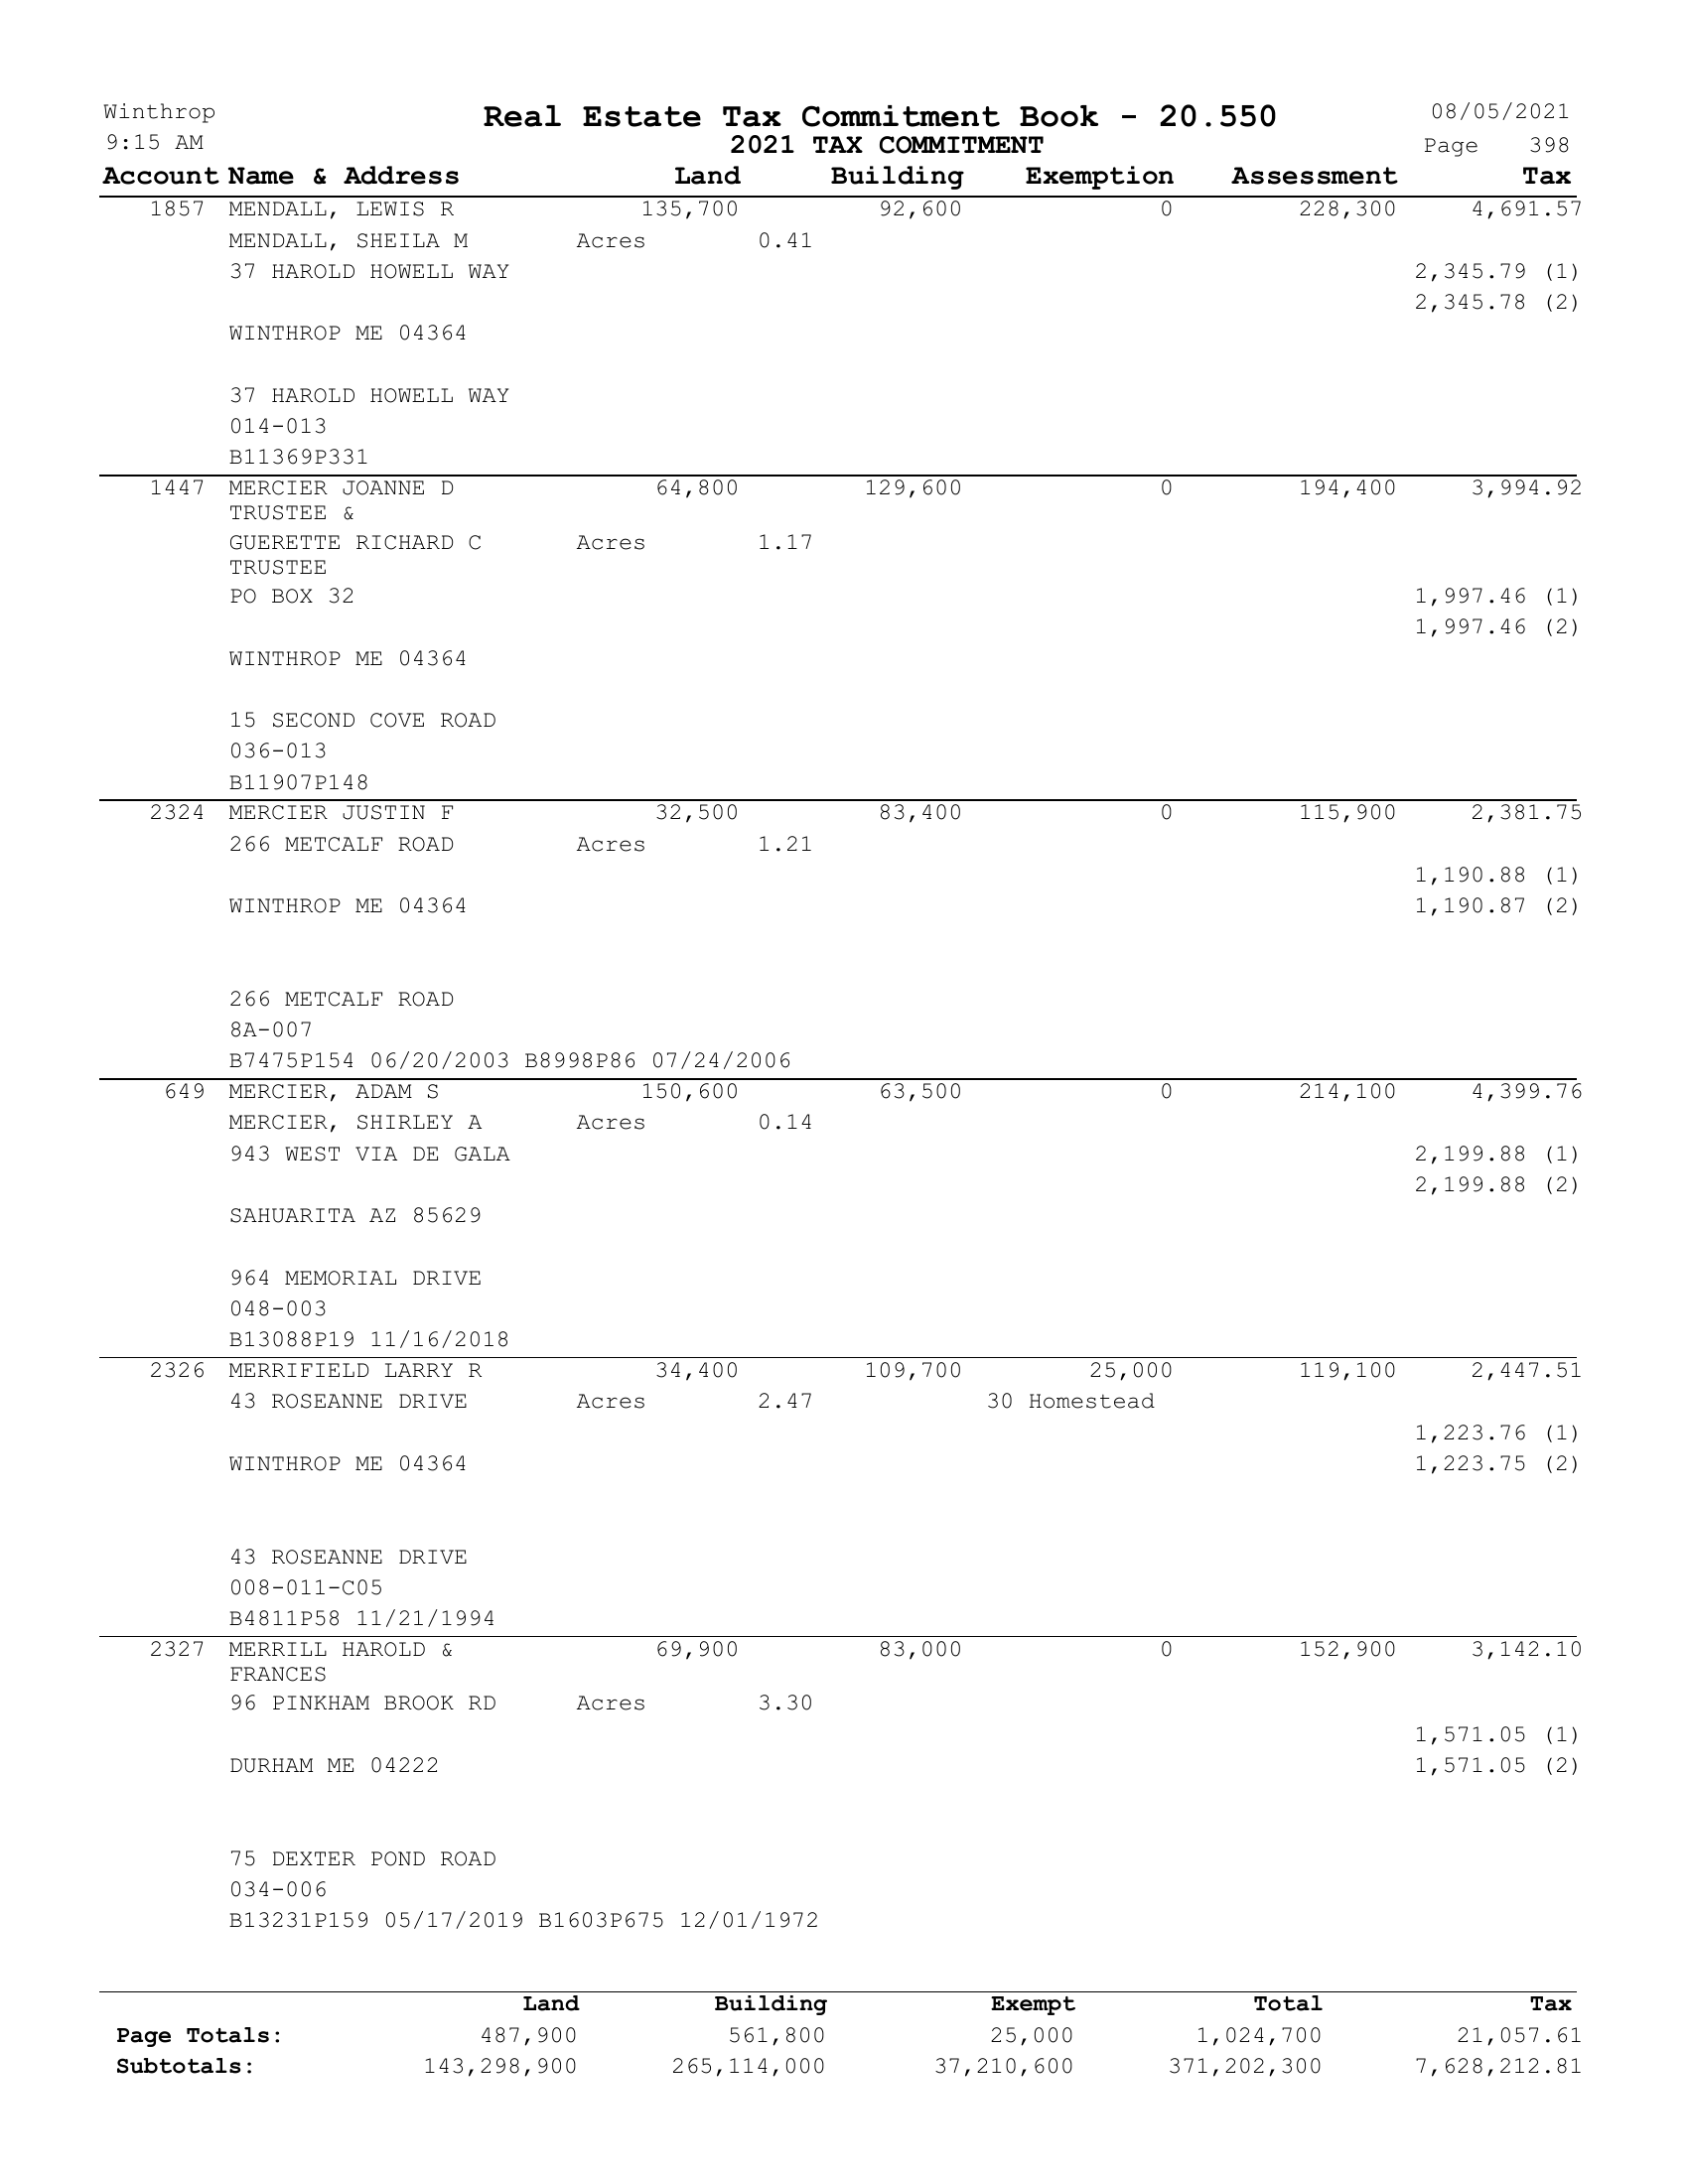 Winthrop Real Estate Tax Commitment Book - 20.550 08/05/2021
9:15 AM 2021 TAX COMMITMENT Page 398
Account Name & Address Land Building Exemption Assessment Tax
1857 MENDALL, LEWIS R 135,700 92,600 0 228,300 4,691.57
MENDALL, SHEILA M Acres 0.41
37 HAROLD HOWELL WAY 2,345.79 (1)
2,345.78 (2)
WINTHROP ME 04364
37 HAROLD HOWELL WAY
014-013
B11369P331
1447 MERCIER JOANNE D 64,800 129,600 0 194,400 3,994.92
TRUSTEE &
GUERETTE RICHARD C Acres 1.17
TRUSTEE
PO BOX 32 1,997.46 (1)
1,997.46 (2)
WINTHROP ME 04364
15 SECOND COVE ROAD
036-013
B11907P148
2324 MERCIER JUSTIN F 32,500 83,400 0 115,900 2,381.75
266 METCALF ROAD Acres 1.21
1,190.88 (1)
WINTHROP ME 04364 1,190.87 (2)
266 METCALF ROAD
8A-007
B7475P154 06/20/2003 B8998P86 07/24/2006
649 MERCIER, ADAM S 150,600 63,500 0 214,100 4,399.76
MERCIER, SHIRLEY A Acres 0.14
943 WEST VIA DE GALA 2,199.88 (1)
2,199.88 (2)
SAHUARITA AZ 85629
964 MEMORIAL DRIVE
048-003
B13088P19 11/16/2018
2326 MERRIFIELD LARRY R 34,400 109,700 25,000 119,100 2,447.51
43 ROSEANNE DRIVE Acres 2.47 30 Homestead
1,223.76 (1)
WINTHROP ME 04364 1,223.75 (2)
43 ROSEANNE DRIVE
008-011-C05
B4811P58 11/21/1994
2327 MERRILL HAROLD & 69,900 83,000 0 152,900 3,142.10
FRANCES
96 PINKHAM BROOK RD Acres 3.30
1,571.05 (1)
DURHAM ME 04222 1,571.05 (2)
75 DEXTER POND ROAD
034-006
B13231P159 05/17/2019 B1603P675 12/01/1972
Land Building Exempt Total Tax
Page Totals: 487,900 561,800 25,000 1,024,700 21,057.61
Subtotals: 143,298,900 265,114,000 37,210,600 371,202,300 7,628,212.81